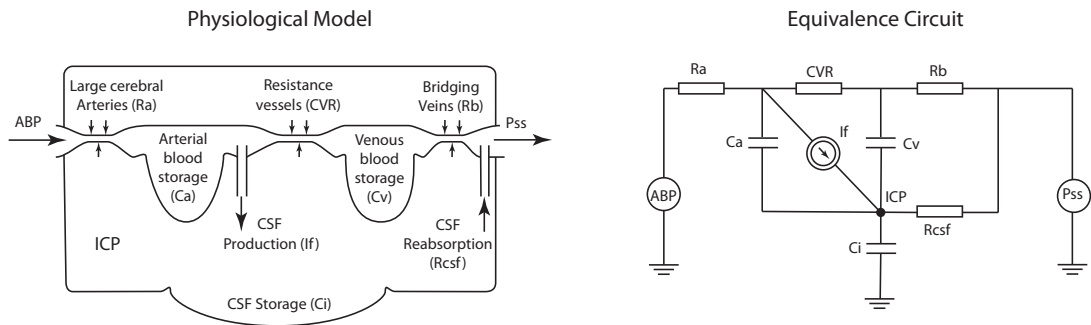 Physiological Model
Large cerebral
Arteries (Ra)
Resistance
vessels (CVR)
Bridging
Veins (Rb)
ABP
Pss
Arterial
blood
storage
(Ca)
Venous
blood
storage
(Cv)
CSF
Production (If)
CSF
Reabsorption
(Rcsf)
ICP
CSF Storage (Ci)
Equivalence Circuit
Ra
CVR
Rb
Ca
If
Cv
ABP
ICP
Pss
Rcsf
Ci